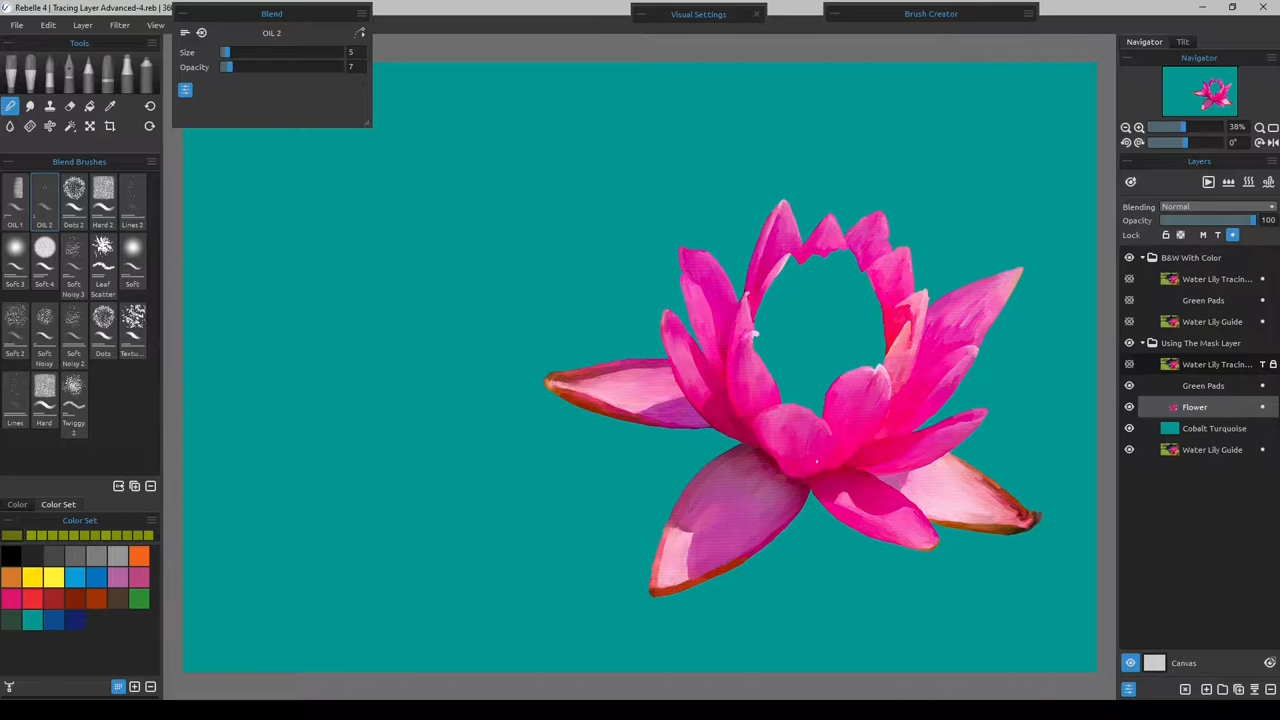 Rebelle 4 | Tracing Layer Advanced-4.reb | 36
File Edit Layer Filter View
Tools
Blend
OIL 2
Size 5
Opacity 7
Visual Settings
Brush Creator
Blend Brushes
OIL 1 OIL 2 Dots 2 Hard 2 Lines 2
Soft 3 Soft 4 Soft Noisy 3 Leaf Scatter Soft
Soft 2 Soft Noisy Soft Noisy 2 Dots Textu...
Lines Hard Twiggy 2
Color Color Set
Color Set
Navigator Tilt
Navigator
38%
0°
Layers
Blending Normal
Opacity 100
Lock M T
B&W With Color
Water Lily Tracin...
Green Pads
Water Lily Guide
Using The Mask Layer
Water Lily Tracin... T
Green Pads
Flower
Cobalt Turquoise
Water Lily Guide
Canvas